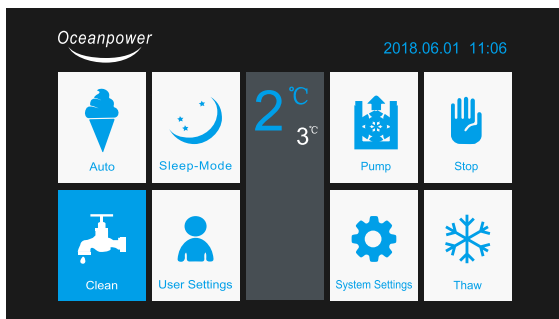 Oceanpower
2018.06.01 11:06
2℃
3℃
Auto
Sleep-Mode
Pump
Stop
Clean
User Settings
System Settings
Thaw